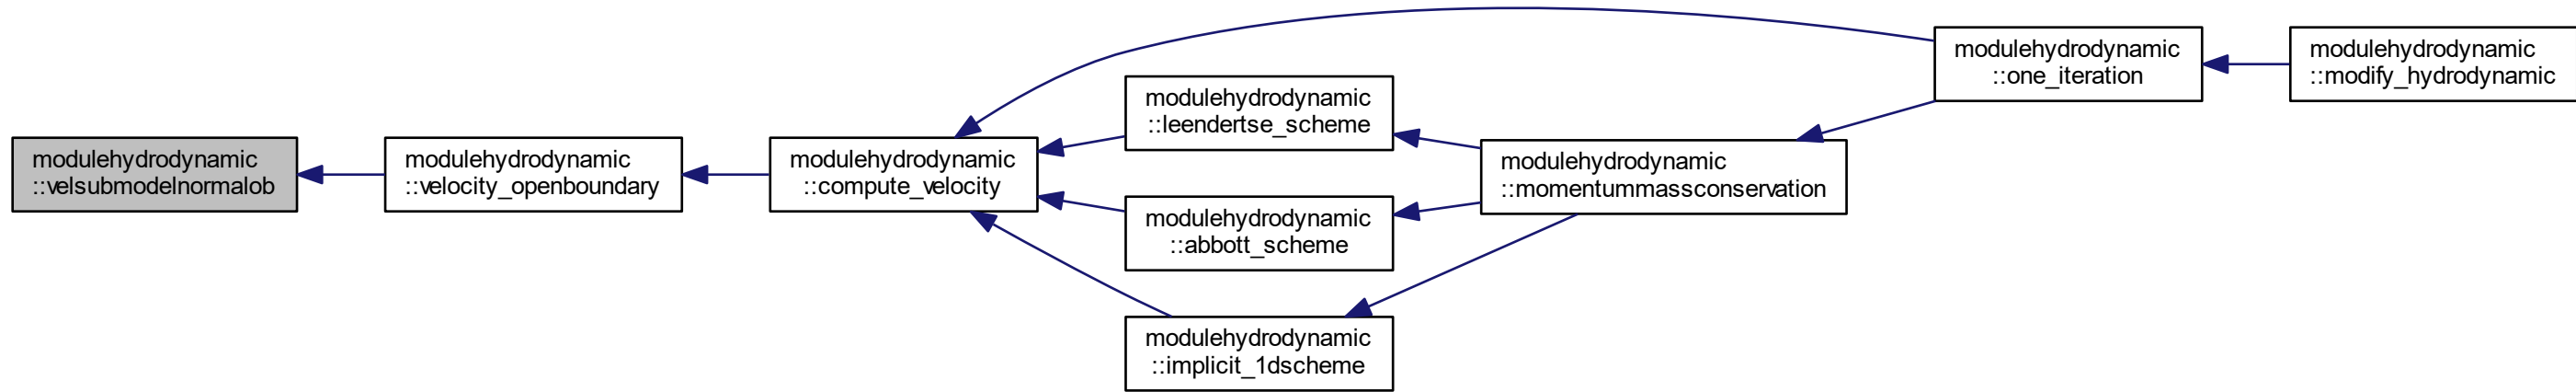 modulehydrodynamic
::velsubmodelnormalob
modulehydrodynamic
::velocity_openboundary
modulehydrodynamic
::compute_velocity
modulehydrodynamic
::leendertse_scheme
modulehydrodynamic
::abbott_scheme
modulehydrodynamic
::implicit_1dscheme
modulehydrodynamic
::momentummassconservation
modulehydrodynamic
::one_iteration
modulehydrodynamic
::modify_hydrodynamic